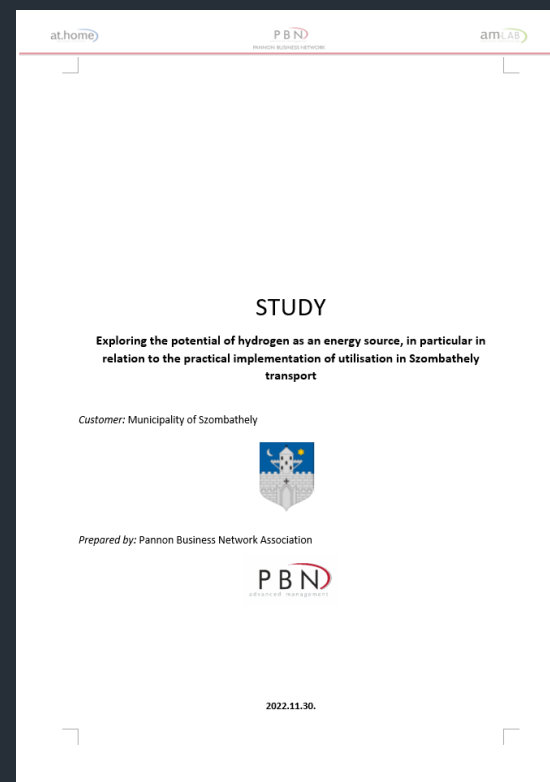 at.home
PBN
PANNON BUSINESS NETWORK
am-LAB
STUDY
Exploring the potential of hydrogen as an energy source, in particular in
relation to the practical implementation of utilisation in Szombathely
transport
Customer: Municipality of Szombathely
Prepared by: Pannon Business Network Association
PBN
advanced management
2022.11.30.